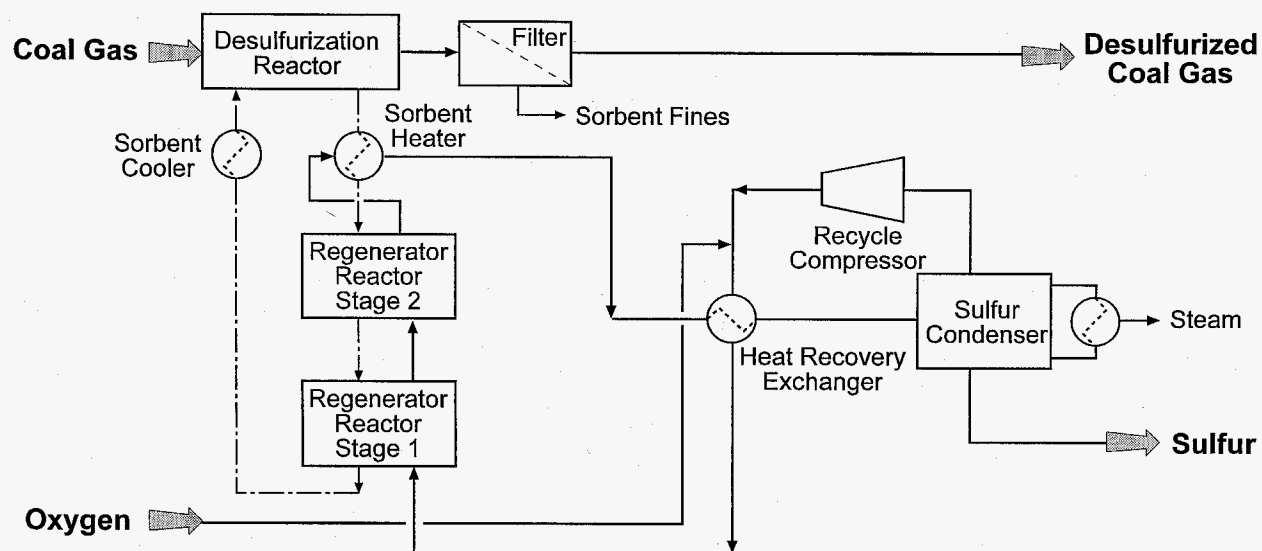 Coal Gas
Desulfurization
Reactor
Filter
Desulfurized
Coal Gas
Sorbent Fines
Sorbent
Cooler
Sorbent
Heater
Recycle
Compressor
Regenerator
Reactor
Stage 2
Sulfur
Condenser
Steam
Heat Recovery
Exchanger
Regenerator
Reactor
Stage 1
Sulfur
Oxygen